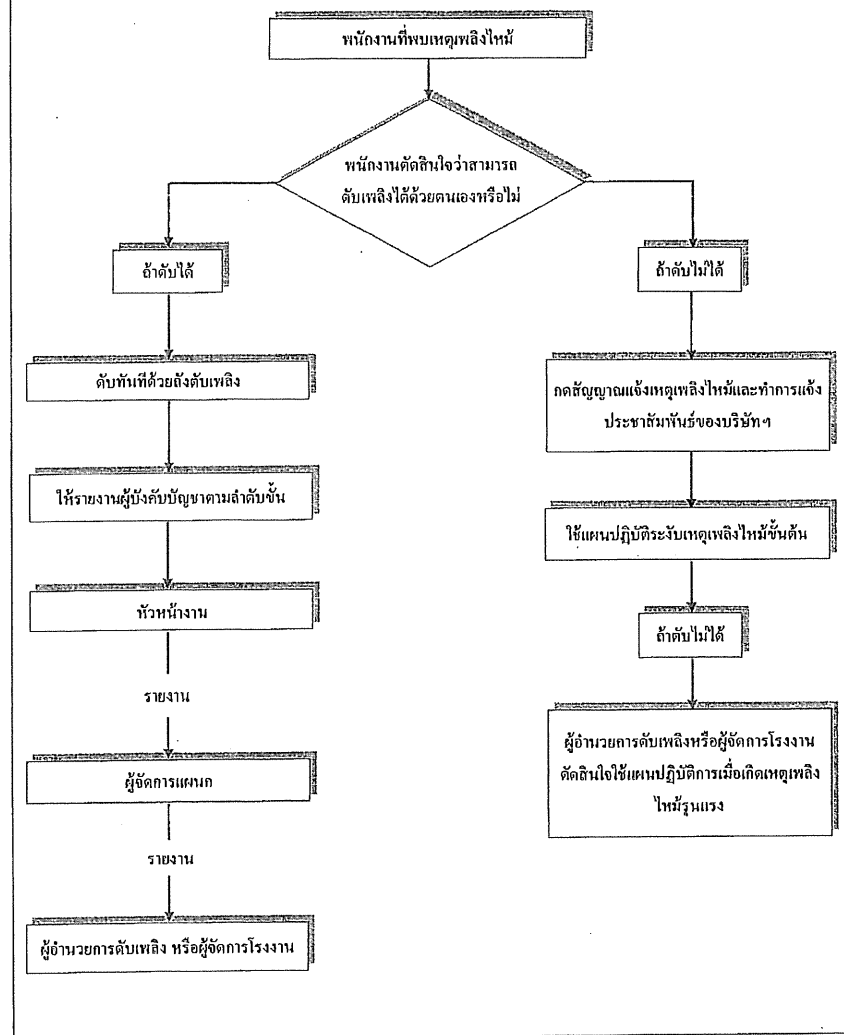 พนักงานที่พบเหตุเพลิงไหม้
พนักงานตัดสินใจว่าสามารถ
ดับเพลิงได้ด้วยตนเองหรือไม่
ถ้าดับได้
ดับทันทีด้วยถังดับเพลิง
ให้รายงานผู้บังคับบัญชาตามลำดับขั้น
หัวหน้างาน
รายงาน
ผู้จัดการแผนก
รายงาน
ผู้อำนวยการดับเพลิง หรือผู้จัดการโรงงาน
ถ้าดับไม่ได้
กดสัญญาณแจ้งเหตุเพลิงไหม้และทำการแจ้ง
ประชาสัมพันธ์ของบริษัทฯ
ใช้แผนปฏิบัติระงับเหตุเพลิงไหม้ขั้นต้น
ถ้าดับไม่ได้
ผู้อำนวยการดับเพลิงหรือผู้จัดการโรงงาน
ตัดสินใจใช้แผนปฏิบัติการเมื่อเกิดเหตุเพลิง
ไหม้รุนแรง